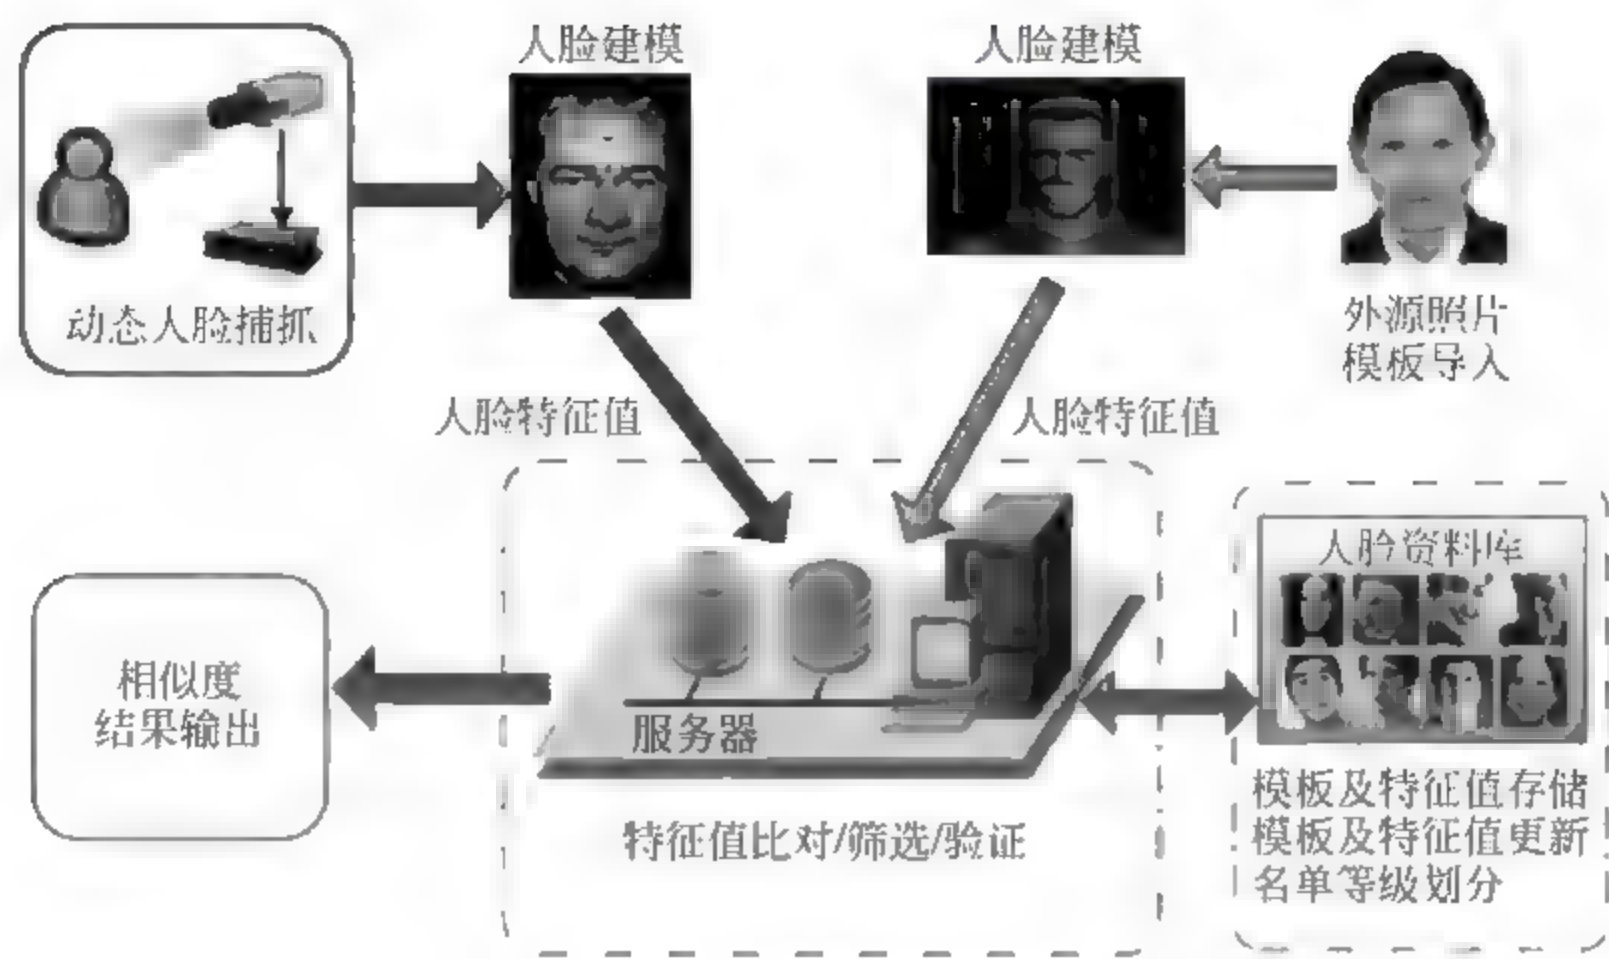 人脸建模
人脸建模
动态人脸捕抓
外源照片
模板导入
人脸特征值
人脸特征值
人脸资料库
相似度
结果输出
服务器
特征值比对/筛选/验证
模板及特征值存储
模板及特征值更新
名单等级划分